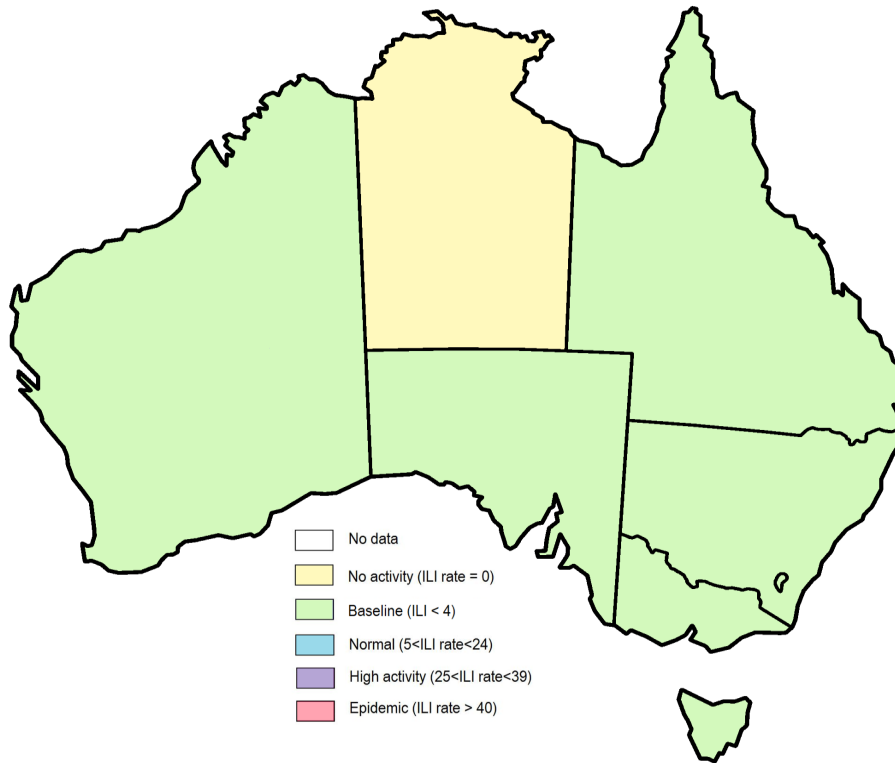 No data
No activity (ILI rate = 0)
Baseline (ILI < 4)
Normal (5<ILI rate<24)
High activity (25<ILI rate<39)
Epidemic (ILI rate > 40)